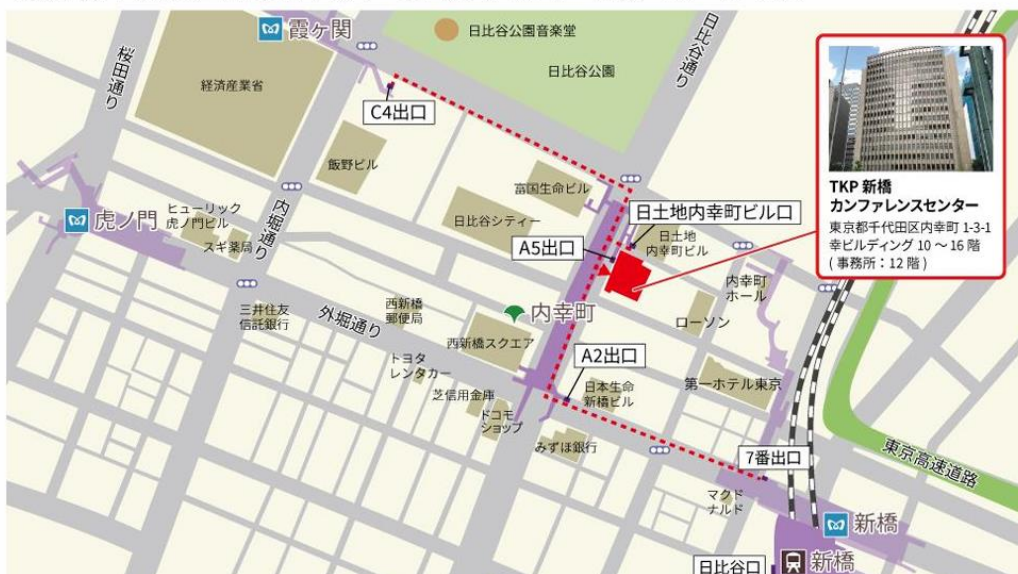 霞ヶ関
日比谷公園音楽堂
日比谷公園
日比谷通り
桜田通り
経済産業省
C4出口
飯野ビル
富国生命ビル
日比谷シティー
日土地内幸町ビル口
A5出口
日土地
内幸町ビル
TKP 新橋
カンファレンスセンター
東京都千代田区内幸町 1-3-1
幸ビルディング 10 〜 16 階
( 事務所：12 階 )
虎ノ門
ヒューリック
虎ノ門ビル
スギ薬局
内堀通り
内幸町
ホール
三井住友
信託銀行
外堀通り
西新橋
郵便局
内幸町
ローソン
西新橋スクエア
A2出口
トヨタ
レンタカー
芝信用金庫
ドコモ
ショップ
日本生命
新橋ビル
第一ホテル東京
みずほ銀行
7番出口
東京高速道路
マクド
ナルド
新橋
日比谷口
新橋